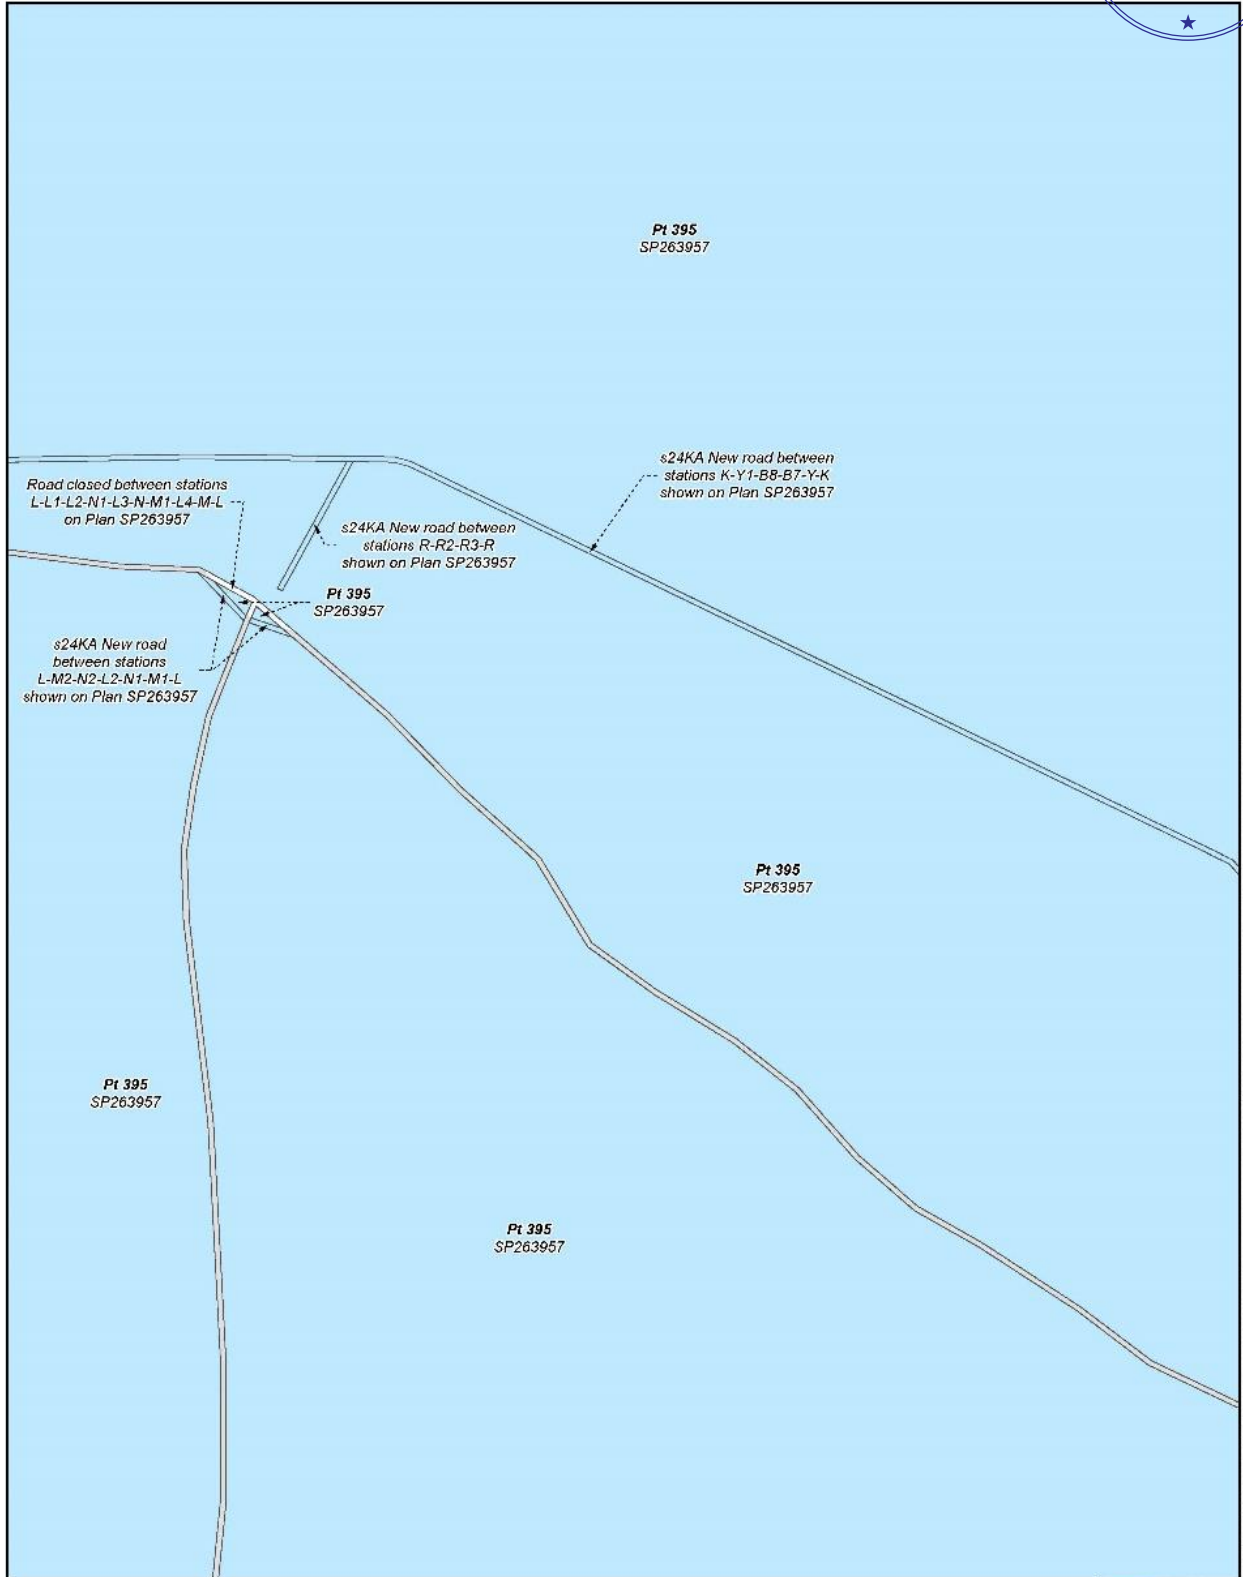 Pt 395
SP263957
s24KA New road between
stations K-Y1-B8-B7-Y-K
shown on Plan SP263957
Road closed between stations
L-L1-L2-N1-L3-N-M1-L4-M-L
on Plan SP263957
s24KA New road between
stations R-R2-R3-R
shown on Plan SP263957
Pt 395
SP263957
s24KA New road
between stations
L-M2-N2-L2-N1-M1-L
shown on Plan SP263957
Pt 395
SP263957
Pt 395
SP263957
Pt 395
SP263957